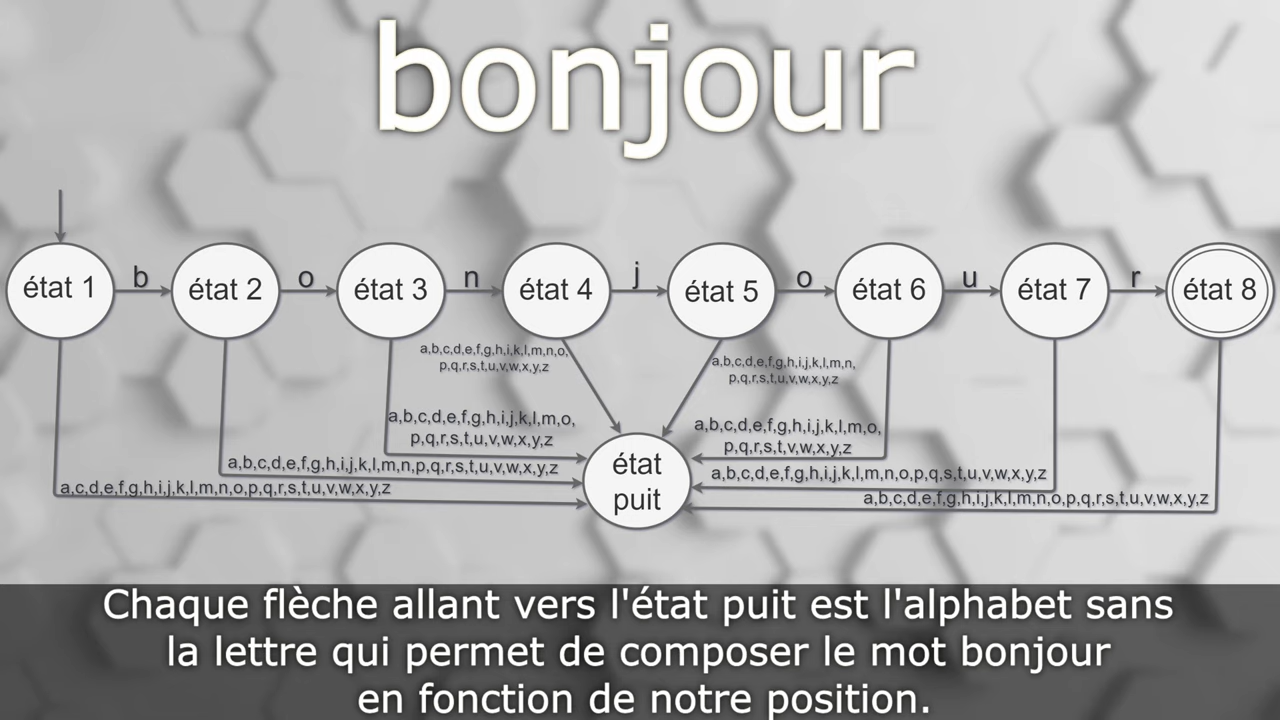 bonjour
état 1 b état 2 o état 3 n état 4 j état 5 o état 6 u état 7 r état 8
a,b,c,d,e,f,g,h,i,k,l,m,n,o,
p,q,r,s,t,u,v,w,x,y,z
a,b,c,d,e,f,g,h,i,j,k,l,m,n,
p,q,r,s,t,u,v,w,x,y,z
a,b,c,d,e,f,g,h,i,j,k,l,m,o,
p,q,r,s,t,u,v,w,x,y,z
a,b,c,d,e,f,g,h,i,j,k,l,m,o,
p,q,r,s,t,v,w,x,y,z
a,b,c,d,e,f,g,h,i,j,k,l,m,n,p,q,r,s,t,u,v,w,x,y,z
état
puit
a,b,c,d,e,f,g,h,i,j,k,l,m,n,o,p,q,s,t,u,v,w,x,y,z
a,c,d,e,f,g,h,i,j,k,l,m,n,o,p,q,r,s,t,u,v,w,x,y,z
a,b,c,d,e,f,g,h,i,j,k,l,m,n,o,p,q,r,s,t,u,v,w,x,y,z
Chaque flèche allant vers l'état puit est l'alphabet sans
la lettre qui permet de composer le mot bonjour
en fonction de notre position.